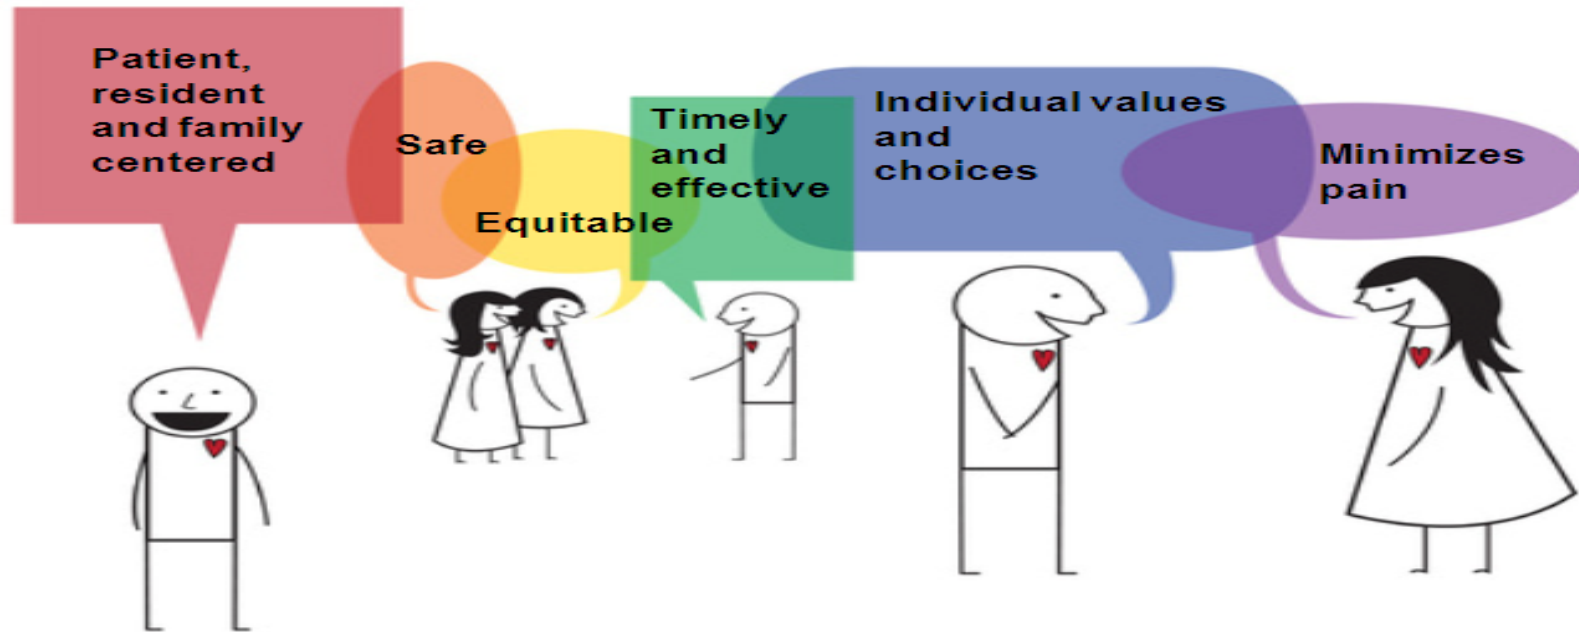 Patient,
resident
and family
centered
Safe
Equitable
Timely
and
effective
Individual values
and
choices
Minimizes
pain